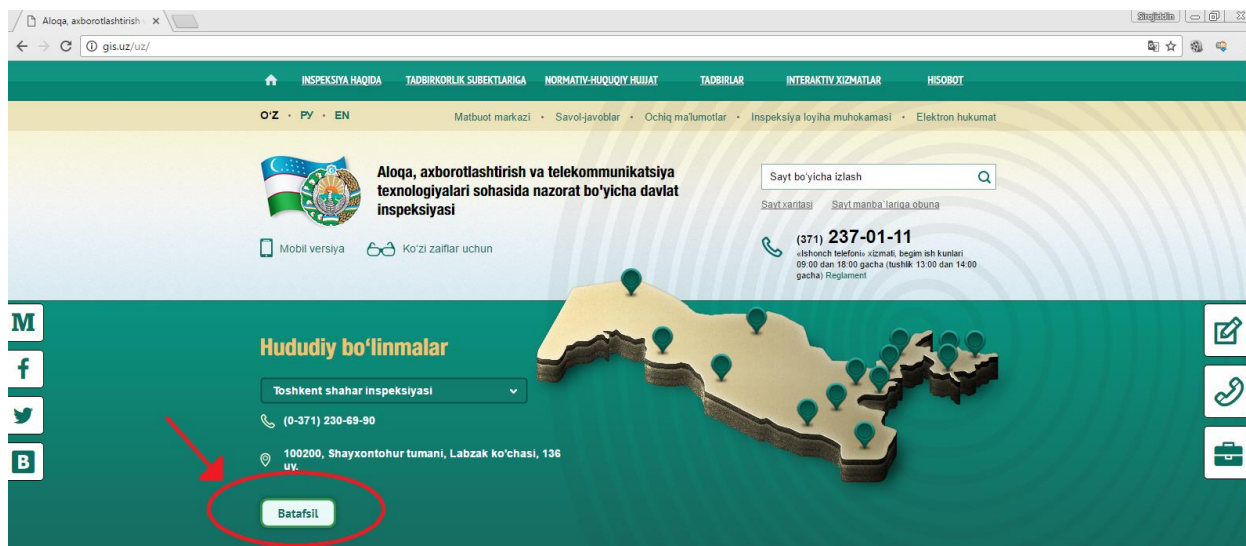 Aloqa, axborotlashtirish
Sirojiddin
gis.uz/uz/
INSPEKSIYA HAQIDA TADBIRKORLIK SUBEKTLARIGA NORMATIV-HUQUQIY HUJJAT TADBIRLAR INTERAKTIV XIZMATLAR HISOBOT
O'Z · РУ · EN Matbuot markazi · Savol-javoblar · Ochiq ma'lumotlar · Inspeksiya loyiha muhokamasi · Elektron hukumat
Aloqa, axborotlashtirish va telekommunikatsiya
texnologiyalari sohasida nazorat bo'yicha davlat
inspeksiyasi
Sayt bo'yicha izlash
Sayt xaritasi Sayt manba`lariga obuna
Mobil versiya Ko'zi zaiflar uchun
(371) 237-01-11
«Ishonch telefoni» xizmati, begim ish kunlari
09:00 dan 18:00 gacha (tushlik 13:00 dan 14:00
gacha) Reglament
M
f
B
Hududiy bo‘linmalar
Toshkent shahar inspeksiyasi
(0-371) 230-69-90
100200, Shayxontohur tumani, Labzak ko'chasi, 136
uy.
Batafsil